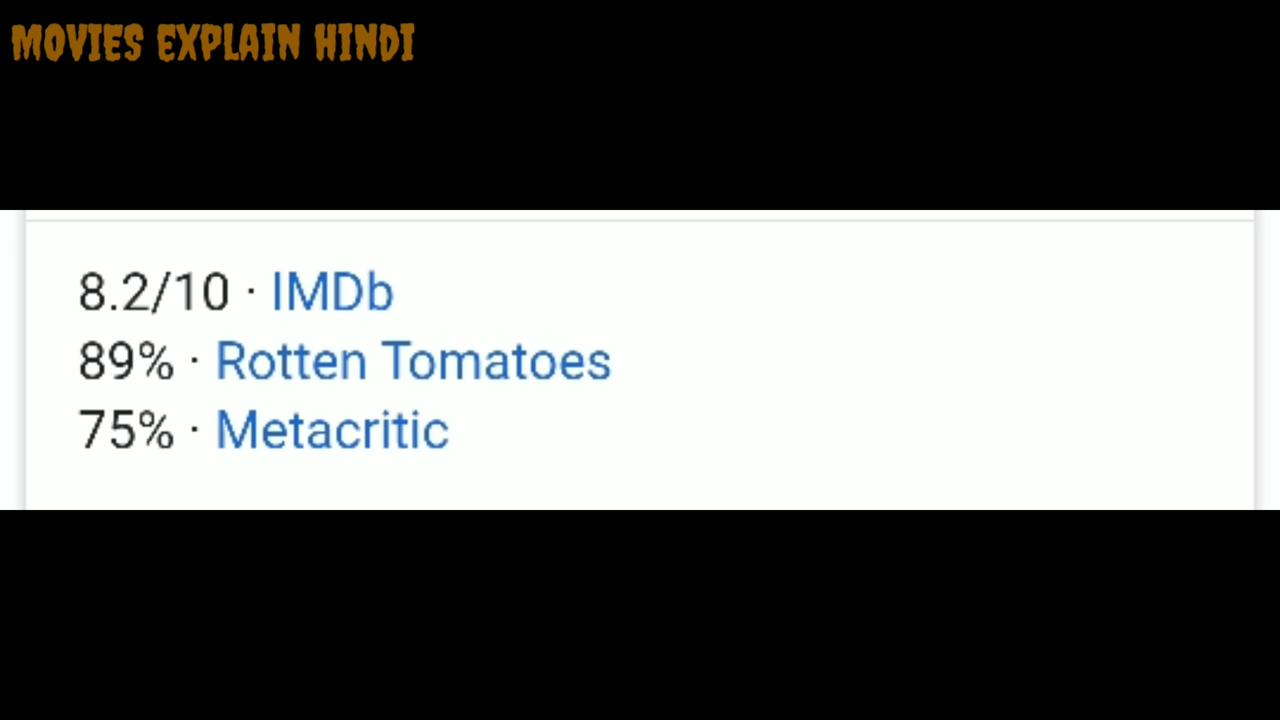 MOVIES EXPLAIN HINDI
8.2/10 · IMDb
89% · Rotten Tomatoes
75% · Metacritic